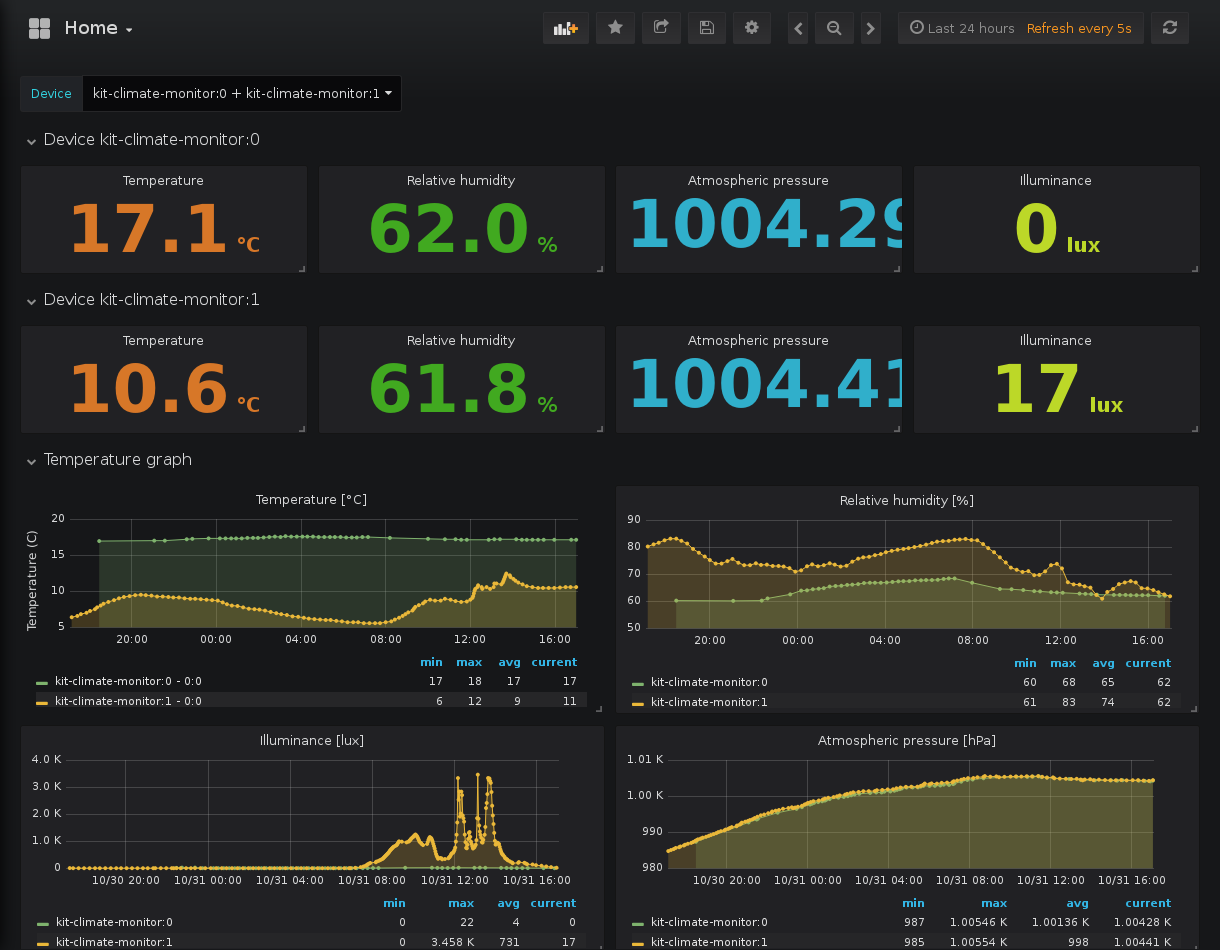 Home
Last 24 hours Refresh every 5s
Device kit-climate-monitor:0 + kit-climate-monitor:1
Device kit-climate-monitor:0
Temperature Relative humidity Atmospheric pressure Illuminance
17.1 °C 62.0 % 1004.29 0 lux
Device kit-climate-monitor:1
Temperature Relative humidity Atmospheric pressure Illuminance
10.6 °C 61.8 % 1004.41 17 lux
Temperature graph
Temperature [°C]
Temperature (C)
20
15
10
5
20:00 00:00 04:00 08:00 12:00 16:00
min max avg current
kit-climate-monitor:0 - 0:0 17 18 17 17
kit-climate-monitor:1 - 0:0 6 12 9 11
Relative humidity [%]
90
80
70
60
50
20:00 00:00 04:00 08:00 12:00 16:00
min max avg current
kit-climate-monitor:0 60 68 65 62
kit-climate-monitor:1 61 83 74 62
Illuminance [lux]
4.0 K
3.0 K
2.0 K
1.0 K
0
10/30 20:00 10/31 00:00 10/31 04:00 10/31 08:00 10/31 12:00 10/31 16:00
min max avg current
kit-climate-monitor:0 0 22 4 0
kit-climate-monitor:1 0 3.458 K 731 17
Atmospheric pressure [hPa]
1.01 K
1.00 K
990
980
10/30 20:00 10/31 00:00 10/31 04:00 10/31 08:00 10/31 12:00 10/31 16:00
min max avg current
kit-climate-monitor:0 987 1.00546 K 1.00136 K 1.00428 K
kit-climate-monitor:1 985 1.00554 K 998 1.00441 K